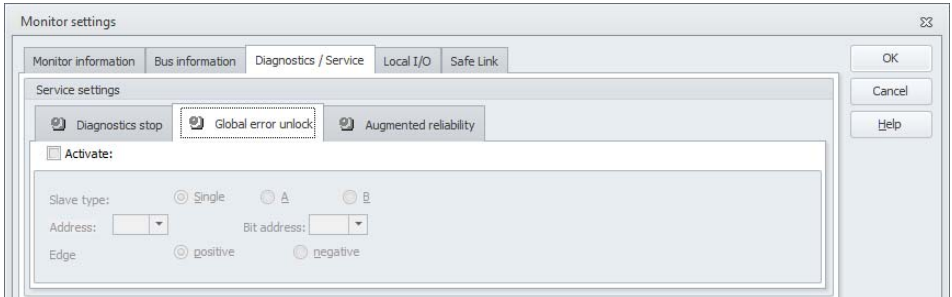 Monitor settings
Monitor information Bus information Diagnostics / Service Local I/O Safe Link
OK
Service settings
Cancel
Diagnostics stop Global error unlock Augmented reliability
Help
Activate:
Slave type: Single A B
Address: Bit address:
Edge positive negative